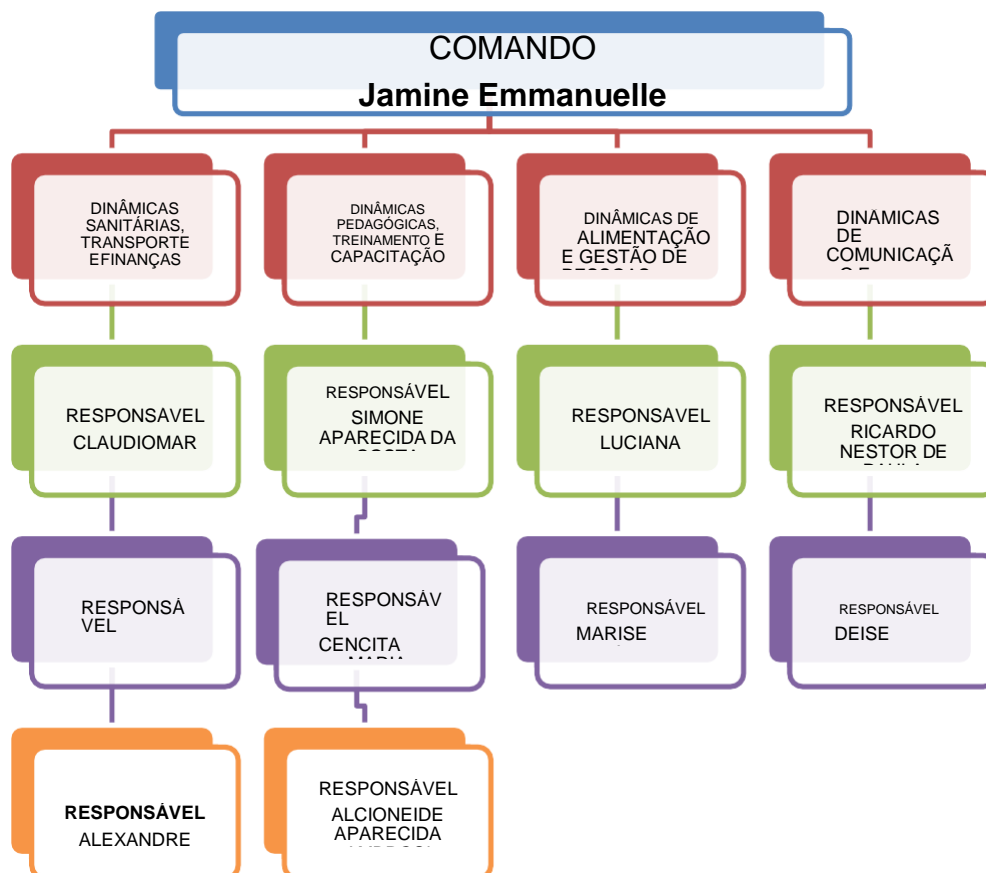 COMANDO
Jamine Emmanuelle
DINÂMICAS
SANITÁRIAS,
TRANSPORTE
EFINANÇAS
DINÂMICAS
PEDAGÓGICAS,
TREINAMENTO E
CAPACITAÇÃO
DINÂMICAS DE
ALIMENTAÇÃO
E GESTÃO DE
DINÂMICAS
DE
COMUNICAÇÃ
RESPONSÁVEL
CLAUDIOMAR
RESPONSÁVEL
SIMONE
APARECIDA DA
RESPONSÁVEL
LUCIANA
RESPONSÁVEL
RICARDO
NESTOR DE
RESPONSÁ
VEL
RESPONSÁV
EL
CENCITA
RESPONSÁVEL
MARISE
RESPONSÁVEL
DEISE
RESPONSÁVEL
ALEXANDRE
RESPONSÁVEL
ALCIONEIDE
APARECIDA